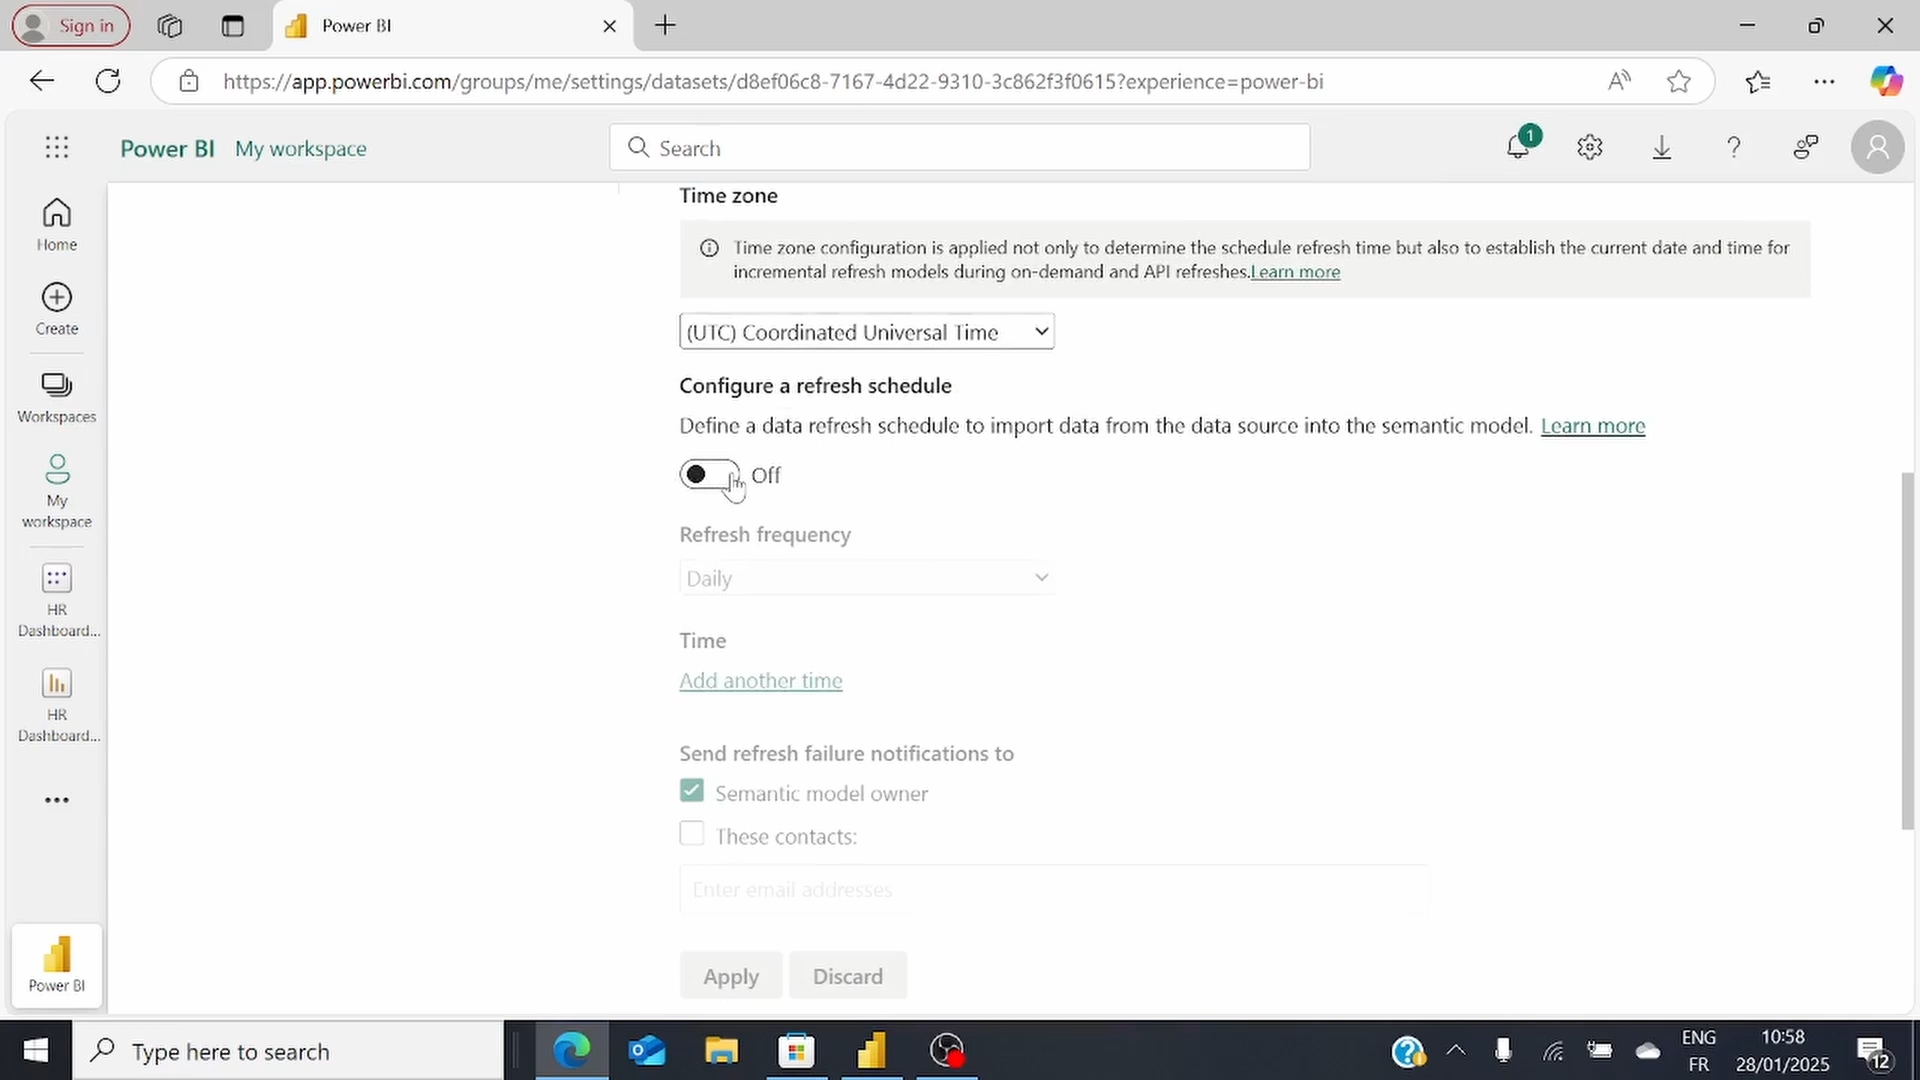 Sign in
Power BI
https://app.powerbi.com/groups/me/settings/datasets/d8ef06c8-7167-4d22-9310-3c862f3f0615?experience=power-bi
Power BI My workspace
Search
1
Home
Create
Workspaces
My
workspace
HR
Dashboard...
HR
Dashboard...
Power BI
Time zone
Time zone configuration is applied not only to determine the schedule refresh time but also to establish the current date and time for
incremental refresh models during on-demand and API refreshes.Learn more
(UTC) Coordinated Universal Time
Configure a refresh schedule
Define a data refresh schedule to import data from the data source into the semantic model. Learn more
Off
Refresh frequency
Daily
Time
Add another time
Send refresh failure notifications to
Semantic model owner
These contacts:
Enter email addresses
Apply Discard
Type here to search
ENG
FR
10:58
28/01/2025
12